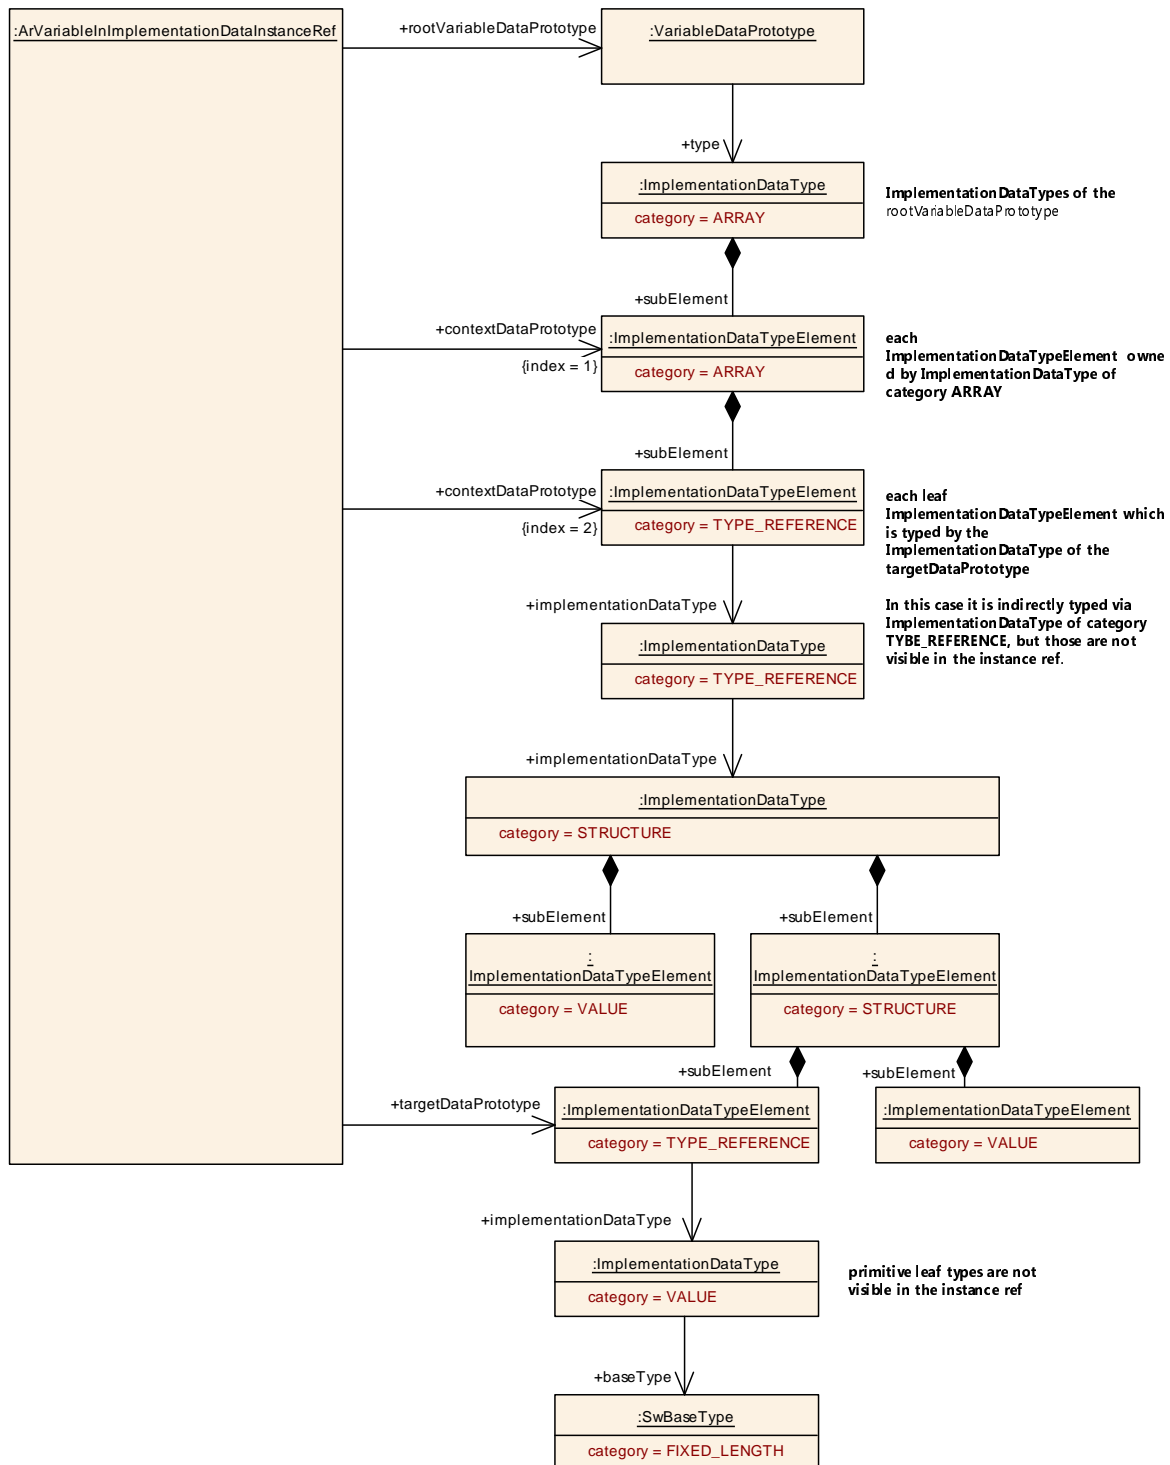 :ArVariableInImplementationDataInstanceRef
+rootVariableDataPrototype
:VariableDataPrototype
+type
:ImplementationDataType
category = ARRAY
ImplementationDataTypes of the
rootVariableDataPrototype
+subElement
+contextDataPrototype
{index = 1}
:ImplementationDataTypeElement
category = ARRAY
each
ImplementationDataTypeElement owne
d by ImplementationDataType of
category ARRAY
+subElement
+contextDataPrototype
{index = 2}
:ImplementationDataTypeElement
category = TYPE_REFERENCE
each leaf
ImplementationDataTypeElement which
is typed by the
ImplementationDataType of the
targetDataPrototype
In this case it is indirectly typed via
ImplementationDataType of category
TYBE_REFERENCE, but those are not
visible in the instance ref.
+implementationDataType
:ImplementationDataType
category = TYPE_REFERENCE
+implementationDataType
:ImplementationDataType
category = STRUCTURE
+subElement
+subElement
:
ImplementationDataTypeElement
category = VALUE
:
ImplementationDataTypeElement
category = STRUCTURE
+subElement
+subElement
+targetDataPrototype
:ImplementationDataTypeElement
category = TYPE_REFERENCE
:ImplementationDataTypeElement
category = VALUE
+implementationDataType
:ImplementationDataType
category = VALUE
primitive leaf types are not
visible in the instance ref
+baseType
:SwBaseType
category = FIXED_LENGTH